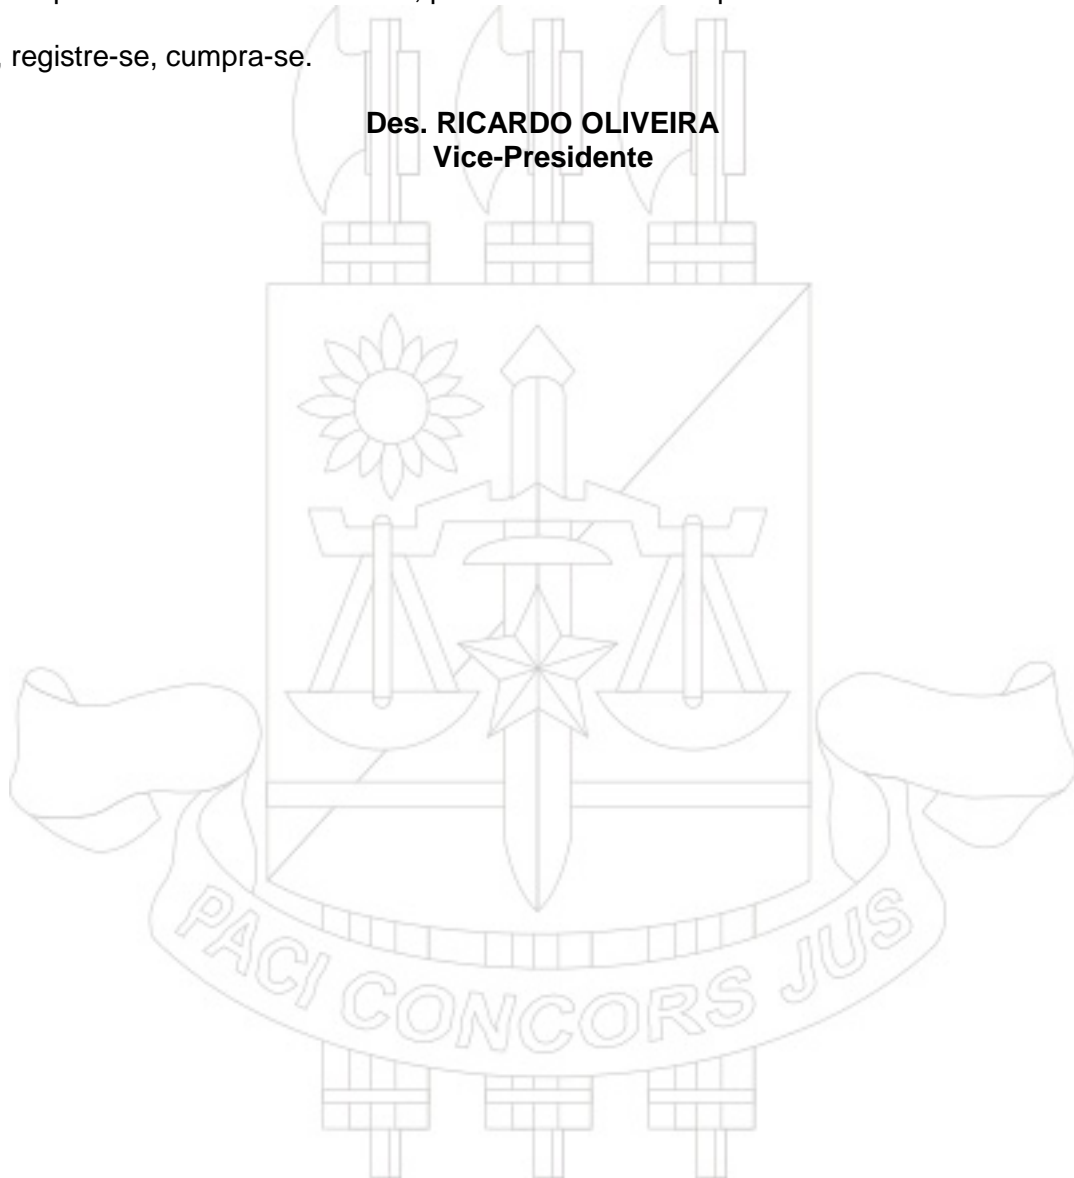 registre-se, cumpra-se.
Des. RICARDO OLIVEIRA
Vice-Presidente
PACI CONCORS JUS